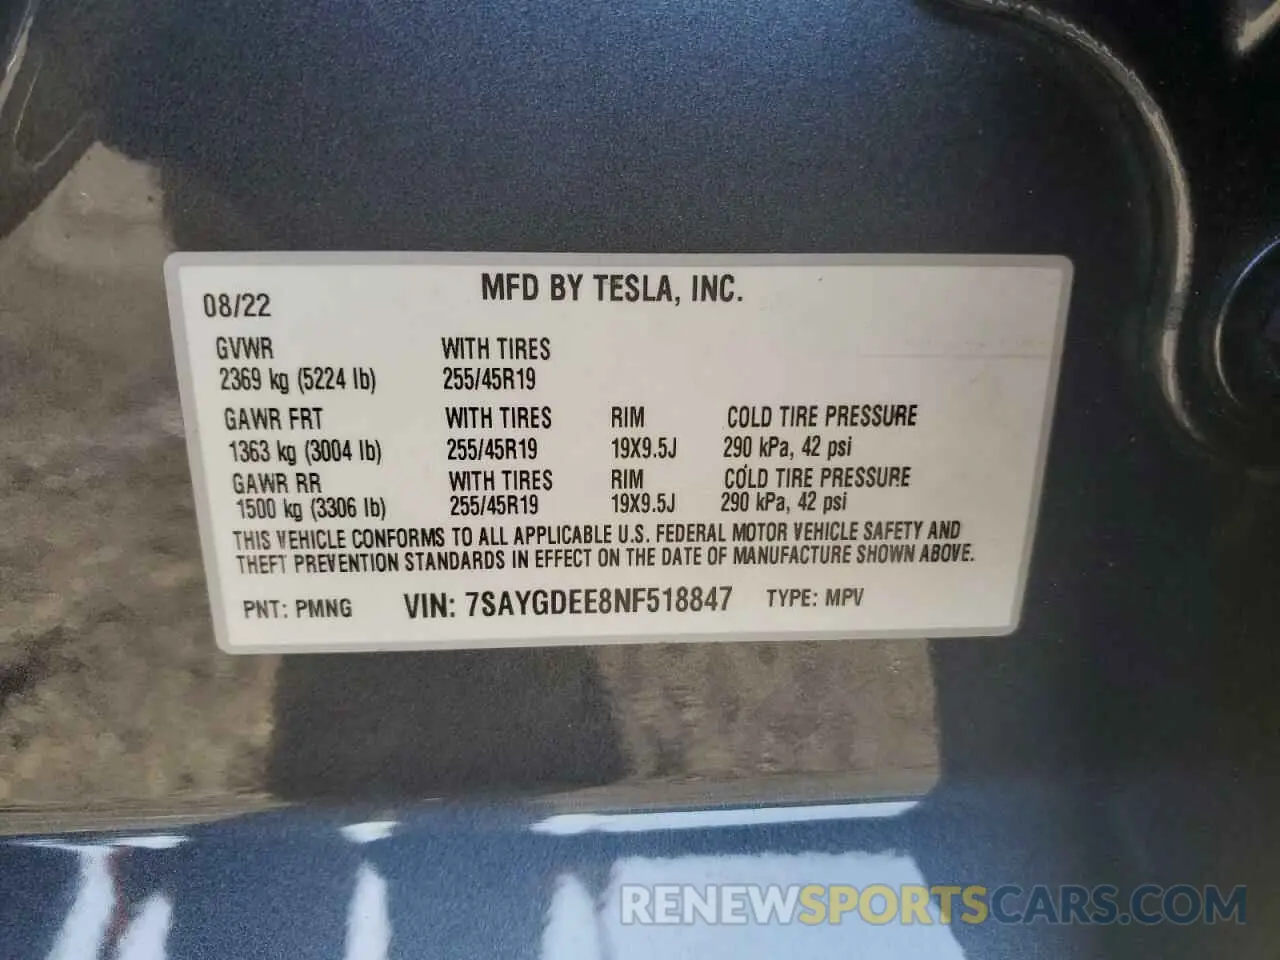 MFD BY TESLA, INC.
08/22
GVWR WITH TIRES
2369 kg (5224 lb) 255/45R19
GAWR FRT WITH TIRES RIM COLD TIRE PRESSURE
1363 kg (3004 lb) 255/45R19 19X9.5J 290 kPa, 42 psi
GAWR RR WITH TIRES RIM COLD TIRE PRESSURE
1500 kg (3306 lb) 255/45R19 19X9.5J 290 kPa, 42 psi
THIS VEHICLE CONFORMS TO ALL APPLICABLE U.S. FEDERAL MOTOR VEHICLE SAFETY AND
THEFT PREVENTION STANDARDS IN EFFECT ON THE DATE OF MANUFACTURE SHOWN ABOVE.
PNT: PMNG VIN: 7SAYGDEE8NF518847 TYPE: MPV
RENEWSPORTSCARS.COM